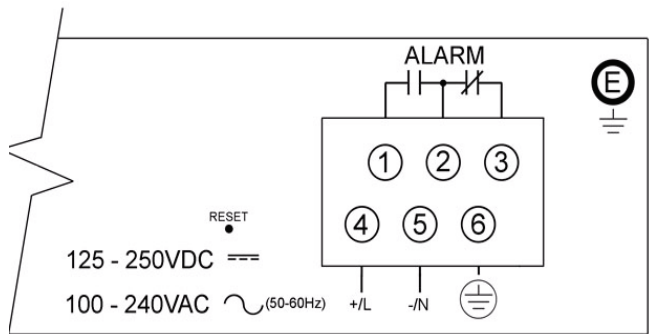 ALARM
E
1 2 3
RESET
4 5 6
125 - 250VDC
100 - 240VAC (50-60Hz) +/L -/N